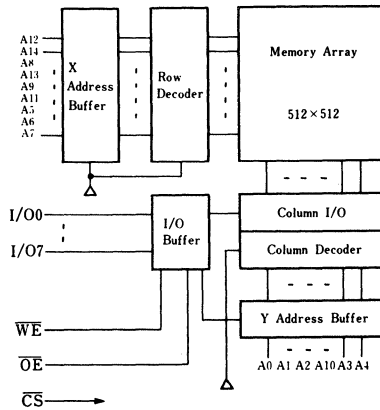 A12
A14
A8
A13
A9
A11
A5
A6
A7
X
Address
Buffer
Row
Decoder
Memory Array
512×512
I/O0
I/O7
I/O
Buffer
Column I/O
Column Decoder
Y Address Buffer
A0 A1 A2 A10 A3 A4
WE
OE
CS